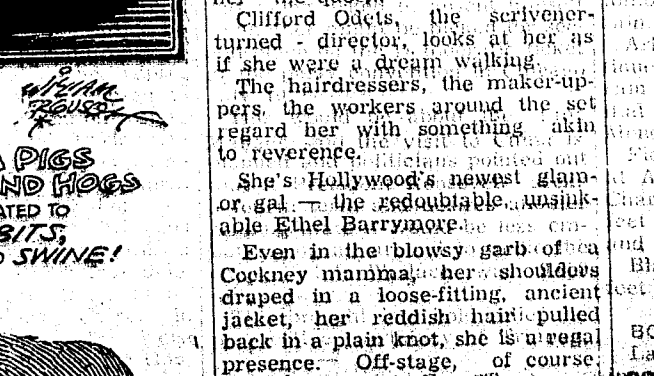 WILLIAM
FERGUSON
PIGS
AND HOGS
ATED TO
BITS,
SWINE!
Clifford Odets, the scrivener-
turned - director, looks at her as
if she were a dream walking.
The hairdressers, the maker-up-
pers, the workers around the set
regard her with something akin
to reverence.
She's Hollywood's newest glam-
or gal — the redoubtable, unsink-
able Ethel Barrymore.
Even in the blowsy garb of a
Cockney mamma, her shoulders
draped in a loose-fitting, ancient
jacket, her reddish hair pulled
back in a plain knot, she is a regal
presence. Off-stage, of course,